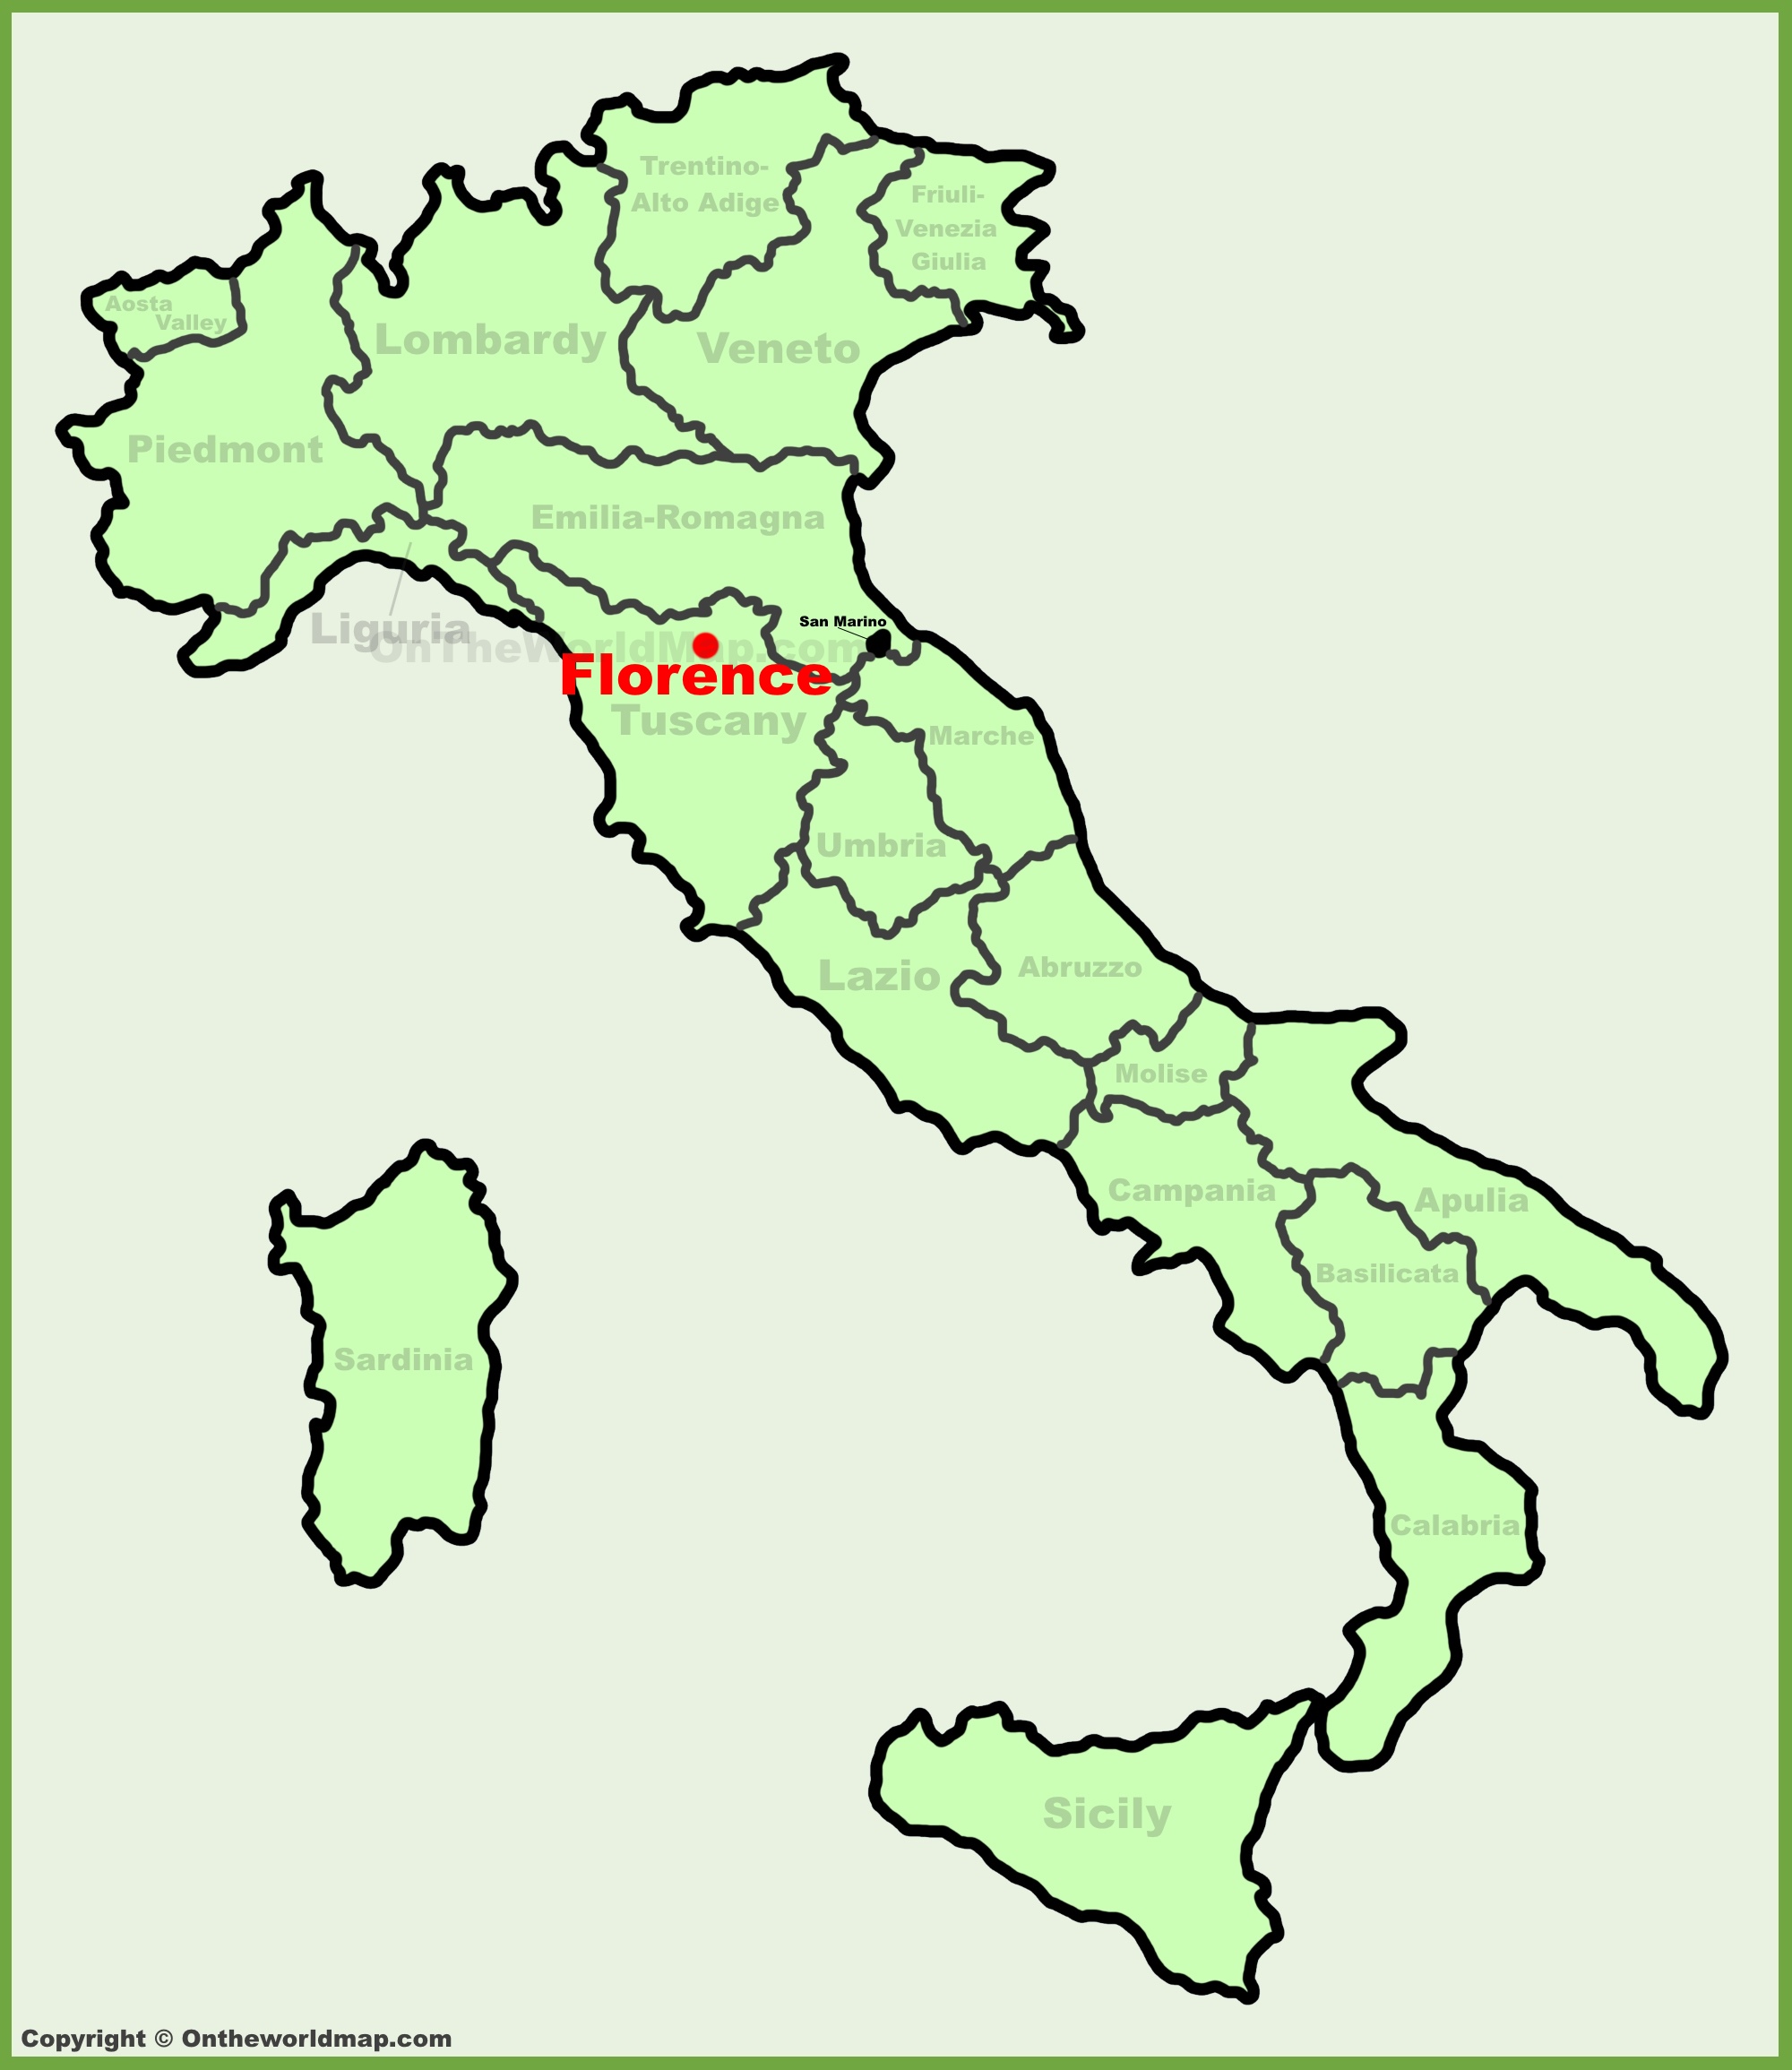 Trentino-
Alto Adige
Friuli-
Venezia
Giulia
Aosta
Valley
Lombardy
Veneto
Piedmont
Emilia-Romagna
San Marino
Liguria
OnTheWorldMap.com
Florence
Tuscany
Marche
Umbria
Lazio
Abruzzo
Molise
Campania
Apulia
Basilicata
Sardinia
Calabria
Sicily
Copyright © Ontheworldmap.com